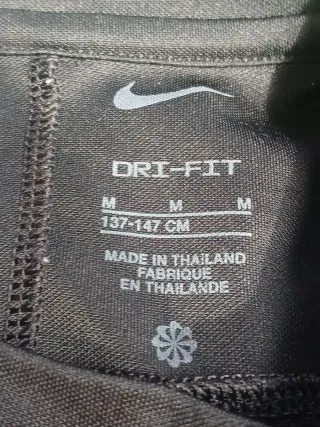 DRI-FIT
M M M
137-147 CM
MADE IN THAILAND
FABRIQUE
EN THAILANDE